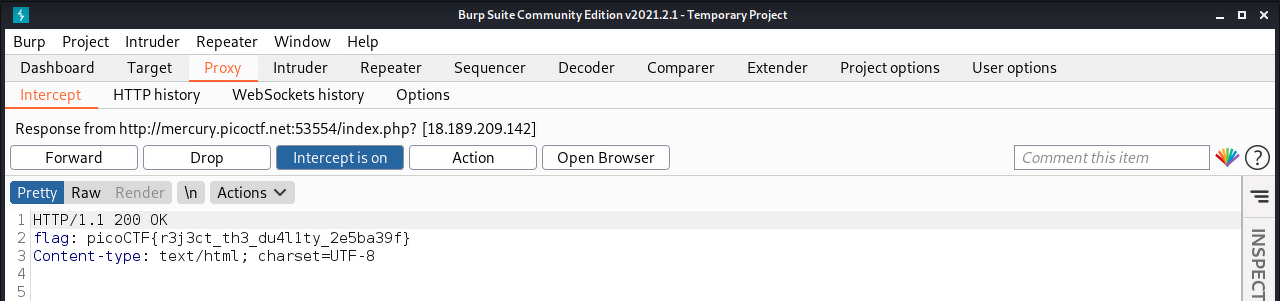 Burp Suite Community Edition v2021.2.1 - Temporary Project
Burp Project Intruder Repeater Window Help
Dashboard Target Proxy Intruder Repeater Sequencer Decoder Comparer Extender Project options User options
Intercept HTTP history WebSockets history Options
Response from http://mercury.picoctf.net:53554/index.php? [18.189.209.142]
Forward Drop Intercept is on Action Open Browser Comment this item ?
Pretty Raw Render \n Actions
1 HTTP/1.1 200 OK
2 flag: picoCTF{r3j3ct_th3_du4l1ty_2e5ba39f}
3 Content-type: text/html; charset=UTF-8
4
5
INSPECT